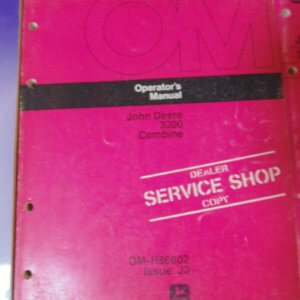 OM
Operator's
Manual
John Deere
3300
Combine
DEALER
SERVICE SHOP
COPY
OM-H86802
Issue J3